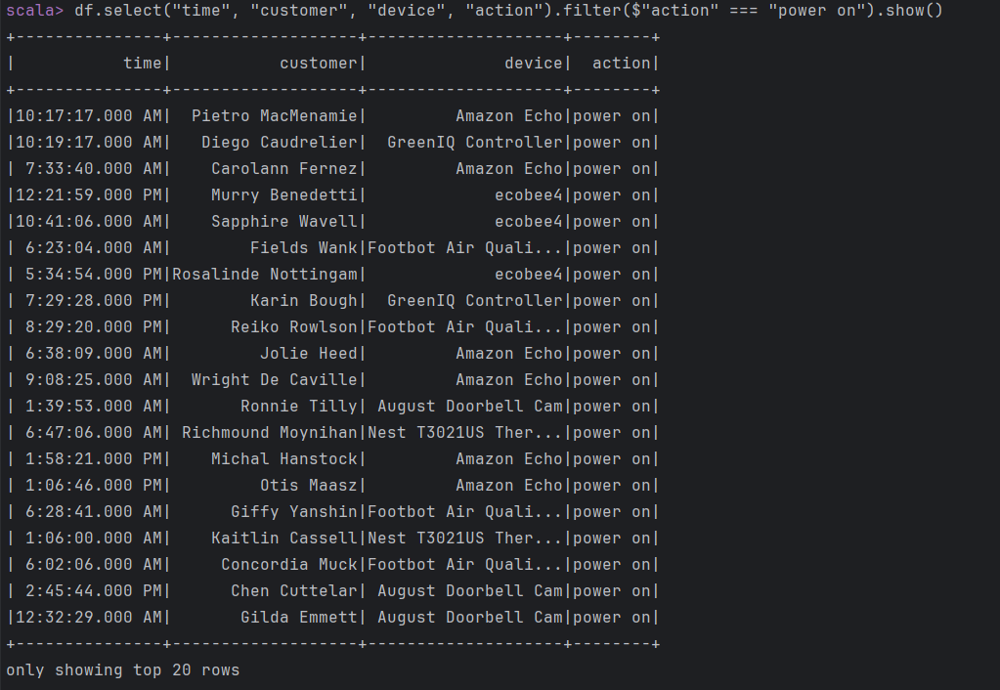 scala> df.select("time", "customer", "device", "action").filter($"action" === "power on").show()
+---------------+-------------------+--------------------+--------+
|           time|           customer|              device|  action|
+---------------+-------------------+--------------------+--------+
|10:17:17.000 AM|  Pietro MacMenamie|         Amazon Echo|power on|
|10:19:17.000 AM|   Diego Caudrelier|  GreenIQ Controller|power on|
| 7:33:40.000 AM|    Carolann Fernez|         Amazon Echo|power on|
|12:21:59.000 PM|    Murry Benedetti|             ecobee4|power on|
|10:41:06.000 AM|    Sapphire Wavell|             ecobee4|power on|
| 6:23:04.000 AM|        Fields Wank|Footbot Air Quali...|power on|
| 5:34:54.000 PM|Rosalinde Nottingam|             ecobee4|power on|
| 7:29:28.000 PM|        Karin Bough|  GreenIQ Controller|power on|
| 8:29:20.000 PM|      Reiko Rowlson|Footbot Air Quali...|power on|
| 6:38:09.000 AM|         Jolie Heed|         Amazon Echo|power on|
| 9:08:25.000 AM|  Wright De Caville|         Amazon Echo|power on|
| 1:39:53.000 AM|       Ronnie Tilly| August Doorbell Cam|power on|
| 6:47:06.000 AM| Richmound Moynihan|Nest T3021US Ther...|power on|
| 1:58:21.000 PM|    Michal Hanstock|         Amazon Echo|power on|
| 1:06:46.000 PM|         Otis Maasz|         Amazon Echo|power on|
| 6:28:41.000 AM|      Giffy Yanshin|Footbot Air Quali...|power on|
| 1:06:00.000 AM|    Kaitlin Cassell|Nest T3021US Ther...|power on|
| 6:02:06.000 AM|     Concordia Muck|Footbot Air Quali...|power on|
| 2:45:44.000 PM|      Chen Cuttelar| August Doorbell Cam|power on|
|12:32:29.000 AM|       Gilda Emmett| August Doorbell Cam|power on|
+---------------+-------------------+--------------------+--------+
only showing top 20 rows